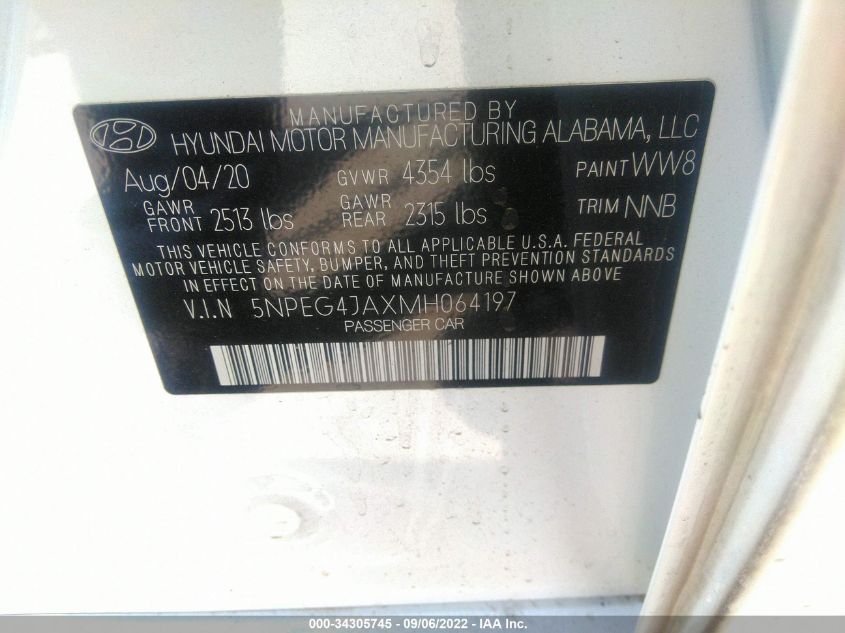 MANUFACTURED BY
HYUNDAI MOTOR MANUFACTURING ALABAMA, LLC
Aug/04/20 GVWR 4354 lbs PAINT WW8
GAWR FRONT 2513 lbs GAWR REAR 2315 lbs TRIM NNB
THIS VEHICLE CONFORMS TO ALL APPLICABLE U.S.A. FEDERAL
MOTOR VEHICLE SAFETY, BUMPER, AND THEFT PREVENTION STANDARDS
IN EFFECT ON THE DATE OF MANUFACTURE SHOWN ABOVE
V.I.N 5NPEG4JAXMH064197
PASSENGER CAR
000-34305745 - 09/06/2022 - IAA Inc.